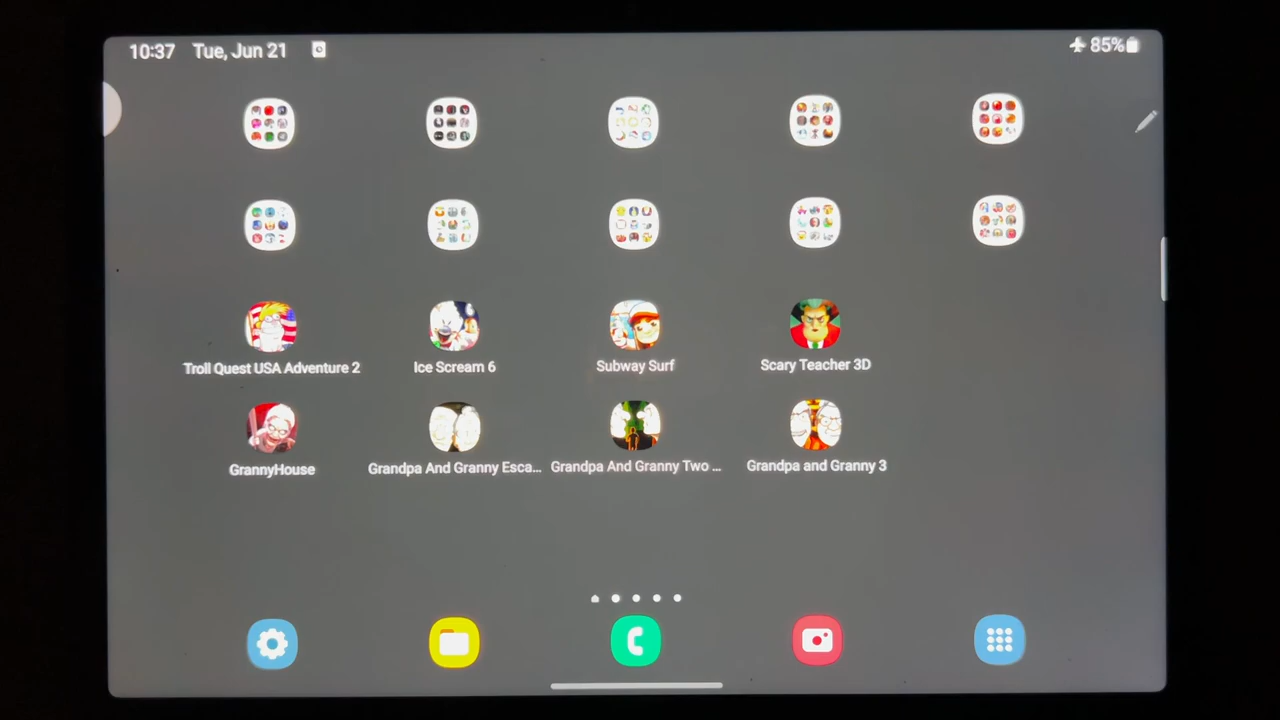 10:37 Tue, Jun 21 85%
Troll Quest USA Adventure 2 Ice Scream 6 Subway Surf Scary Teacher 3D
GrannyHouse Grandpa And Granny Esca... Grandpa And Granny Two ... Grandpa and Granny 3